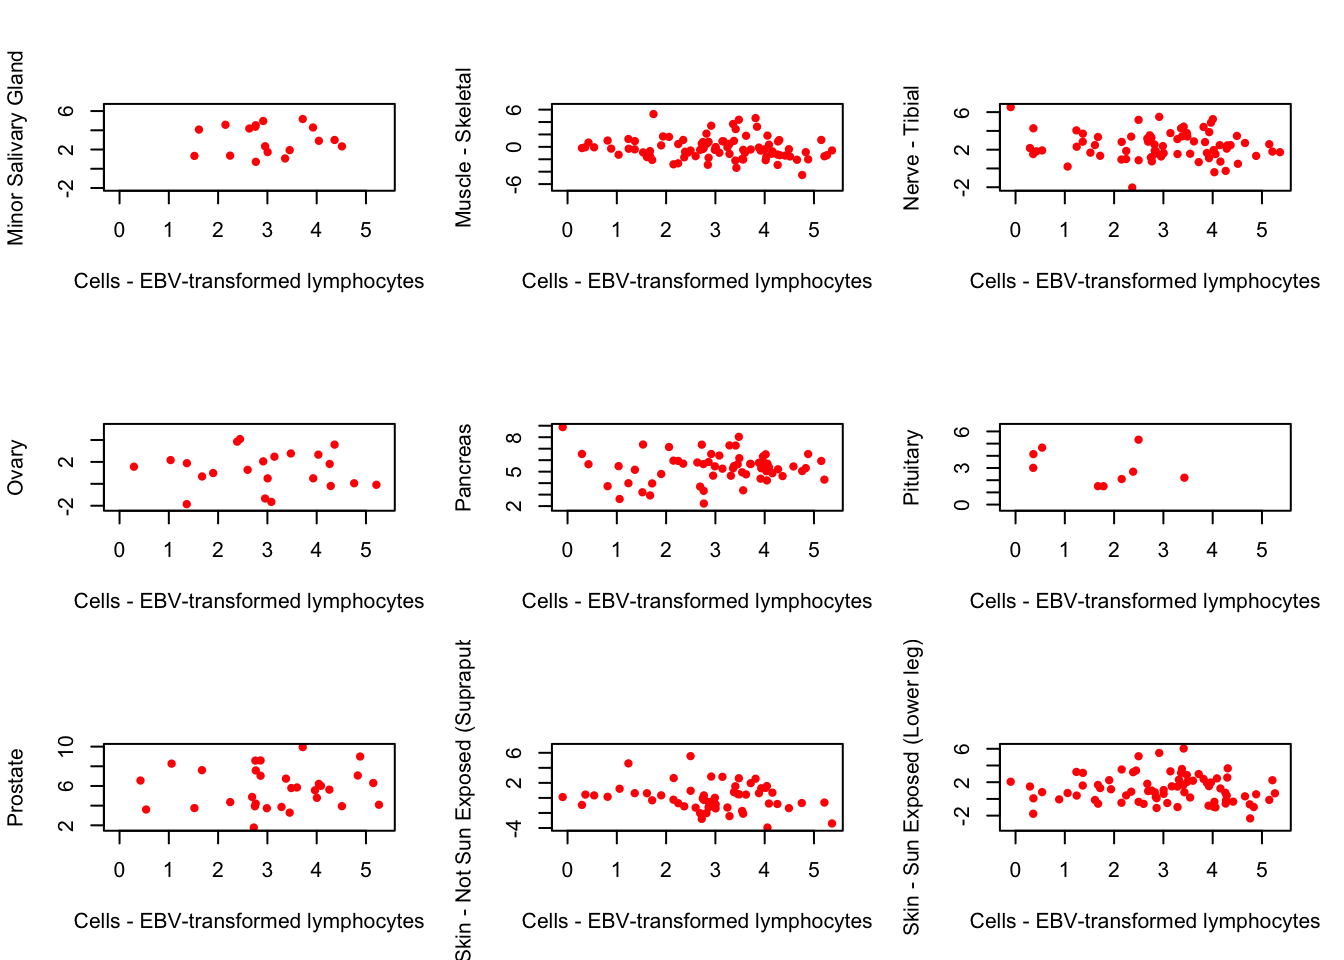 Minor Salivary Gland
6
2
-2
0 1 2 3 4 5
Cells - EBV-transformed lymphocytes
Muscle - Skeletal
6
0
-6
0 1 2 3 4 5
Cells - EBV-transformed lymphocytes
Nerve - Tibial
6
2
-2
0 1 2 3 4 5
Cells - EBV-transformed lymphocytes
Ovary
2
-2
0 1 2 3 4 5
Cells - EBV-transformed lymphocytes
Pancreas
8
5
2
0 1 2 3 4 5
Cells - EBV-transformed lymphocytes
Pituitary
6
3
0
0 1 2 3 4 5
Cells - EBV-transformed lymphocytes
Prostate
10
6
2
0 1 2 3 4 5
Cells - EBV-transformed lymphocytes
Skin - Not Sun Exposed (Suprapub
6
2
-4
0 1 2 3 4 5
Cells - EBV-transformed lymphocytes
Skin - Sun Exposed (Lower leg)
6
2
-2
0 1 2 3 4 5
Cells - EBV-transformed lymphocytes